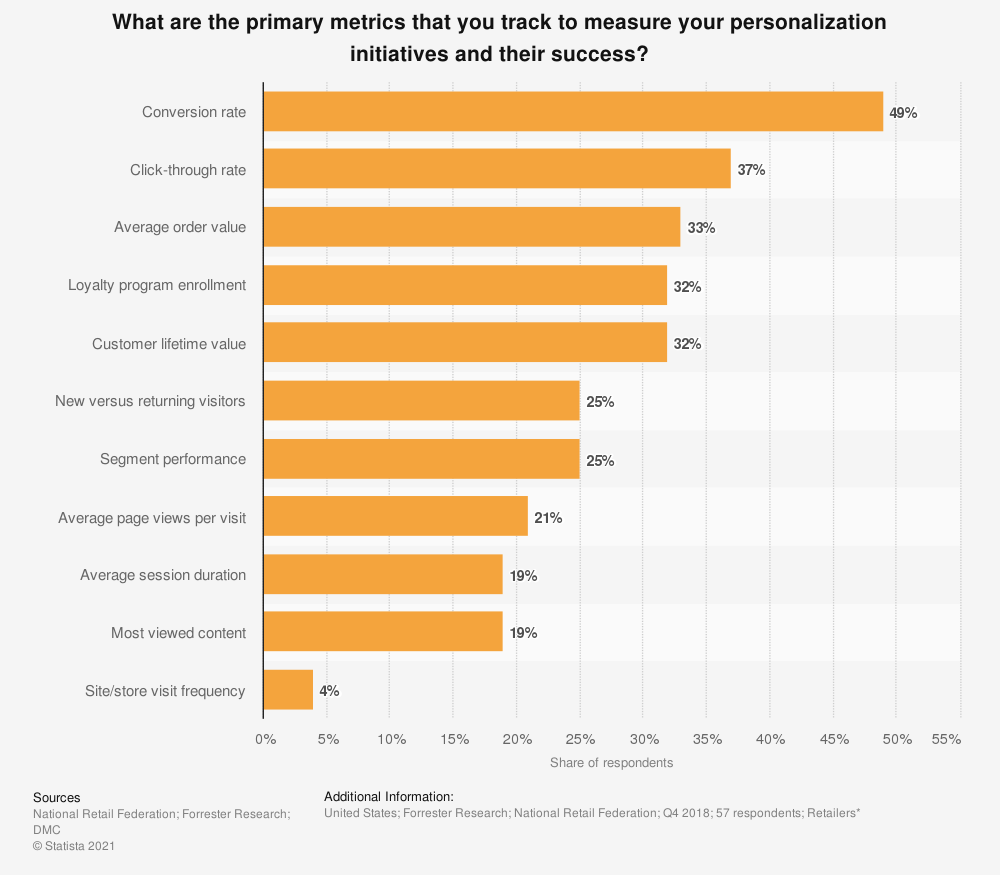 What are the primary metrics that you track to measure your personalization
initiatives and their success?
Conversion rate
49%
Click-through rate
37%
Average order value
33%
Loyalty program enrollment
32%
Customer lifetime value
32%
New versus returning visitors
25%
Segment performance
25%
Average page views per visit
21%
Average session duration
19%
Most viewed content
19%
Site/store visit frequency
4%
0% 5% 10% 15% 20% 25% 30% 35% 40% 45% 50% 55%
Share of respondents
Sources
National Retail Federation; Forrester Research;
DMC
© Statista 2021
Additional Information:
United States; Forrester Research; National Retail Federation; Q4 2018; 57 respondents; Retailers*